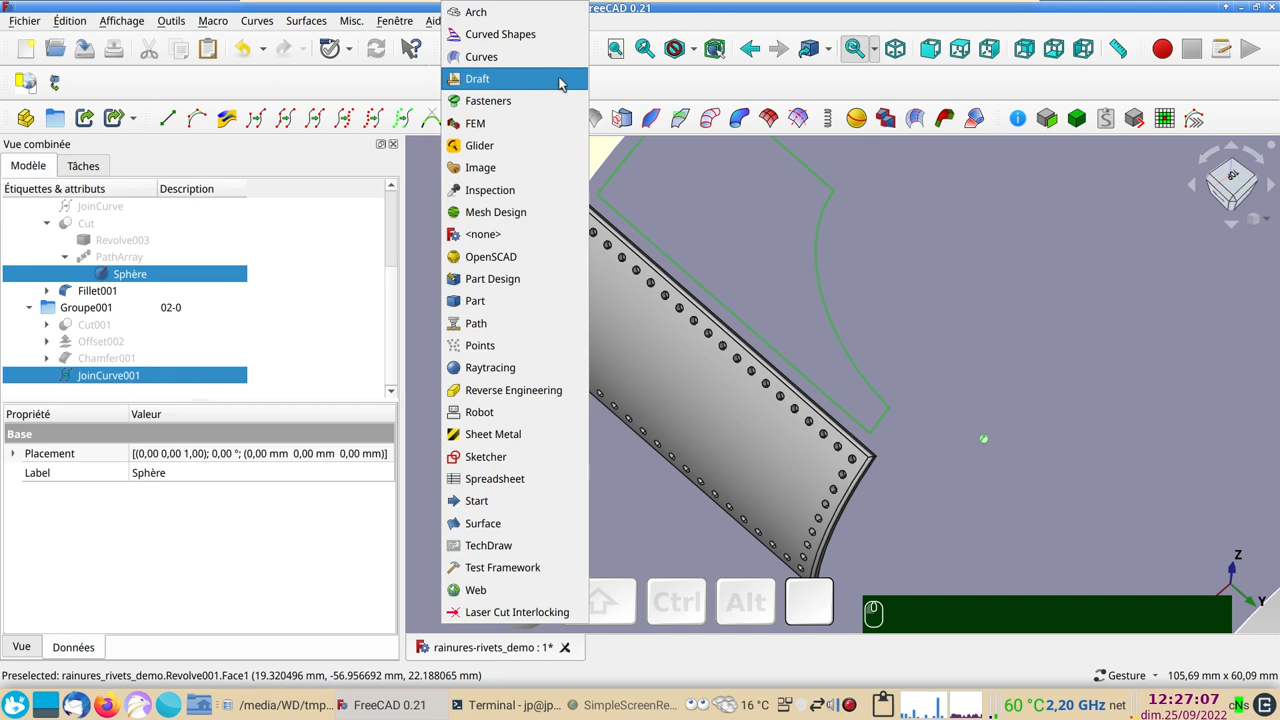 FreeCAD 0.21
Fichier Édition Affichage Outils Macro Curves Surfaces Misc. Fenêtre
Arch
Curved Shapes
Curves
Draft
Fasteners
FEM
Glider
Image
Inspection
Mesh Design
<none>
OpenSCAD
Part Design
Part
Path
Points
Raytracing
Reverse Engineering
Robot
Sheet Metal
Sketcher
Spreadsheet
Start
Surface
TechDraw
Test Framework
Web
Laser Cut Interlocking
Vue combinée
Modèle Tâches
Étiquettes & attributs Description
JoinCurve
Cut
Revolve003
PathArray
Sphère
Fillet001
Groupe001 02-0
Cut001
Offset002
Chamfer001
JoinCurve001
Propriété Valeur
Base
Placement [(0,00 0,00 1,00); 0,00 °; (0,00 mm 0,00 mm 0,00 mm)]
Label Sphère
Vue Données
Ctrl Alt
Z
Y
rainures-rivets_demo : 1*
Preselected: rainures_rivets_demo.Revolve001.Face1 (19.320496 mm, -56.956692 mm, 22.188065 mm)
Gesture 105,69 mm x 60,09 mm
/media/WD/tmp... FreeCAD 0.21 Terminal - jp@jp... SimpleScreenRe... 16 °C 60 °C 2,20 GHz net
12:27:07
dim.25/09/2022